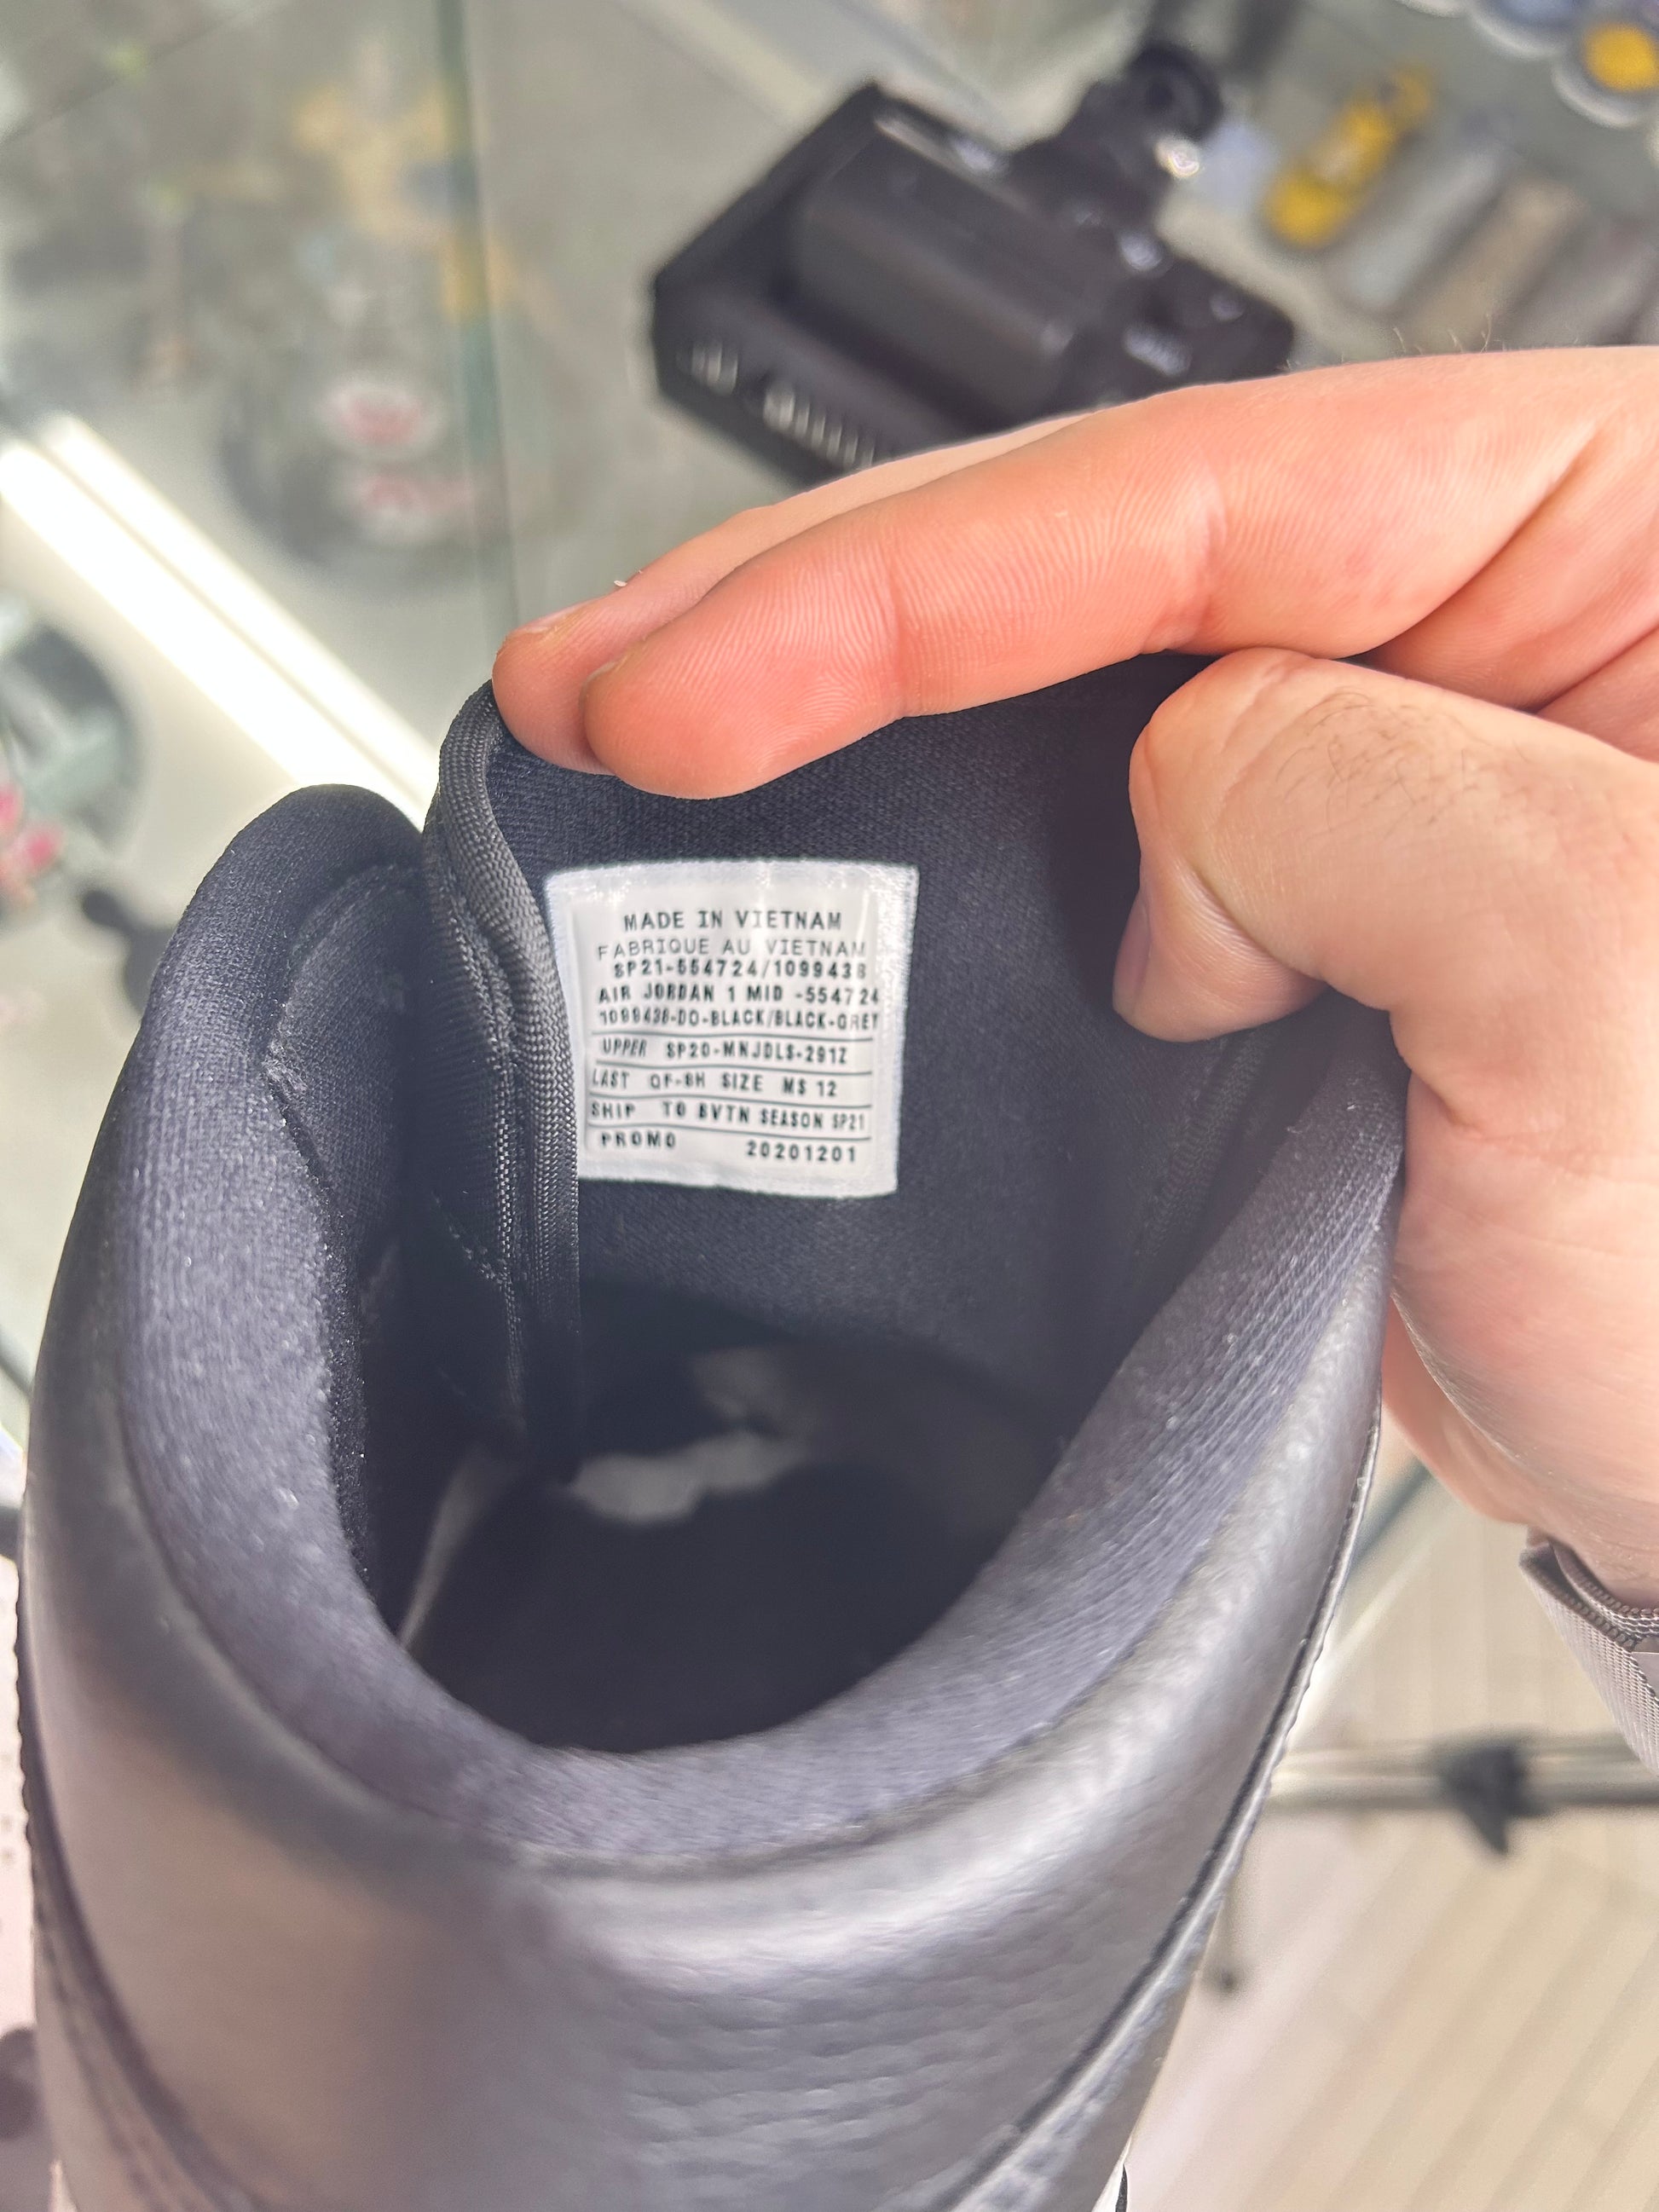 MADE IN VIETNAM
FABRIQUE AU VIETNAM
SP21-554724/1099438
AIR JORDAN 1 MID -554724
1099438-DO-BLACK/BLACK-GREY
UPPER SP20-MNJDLS-291Z
LAST QF-8H SIZE MS 12
SHIP TO BVTN SEASON SP21
PROMO 20201201